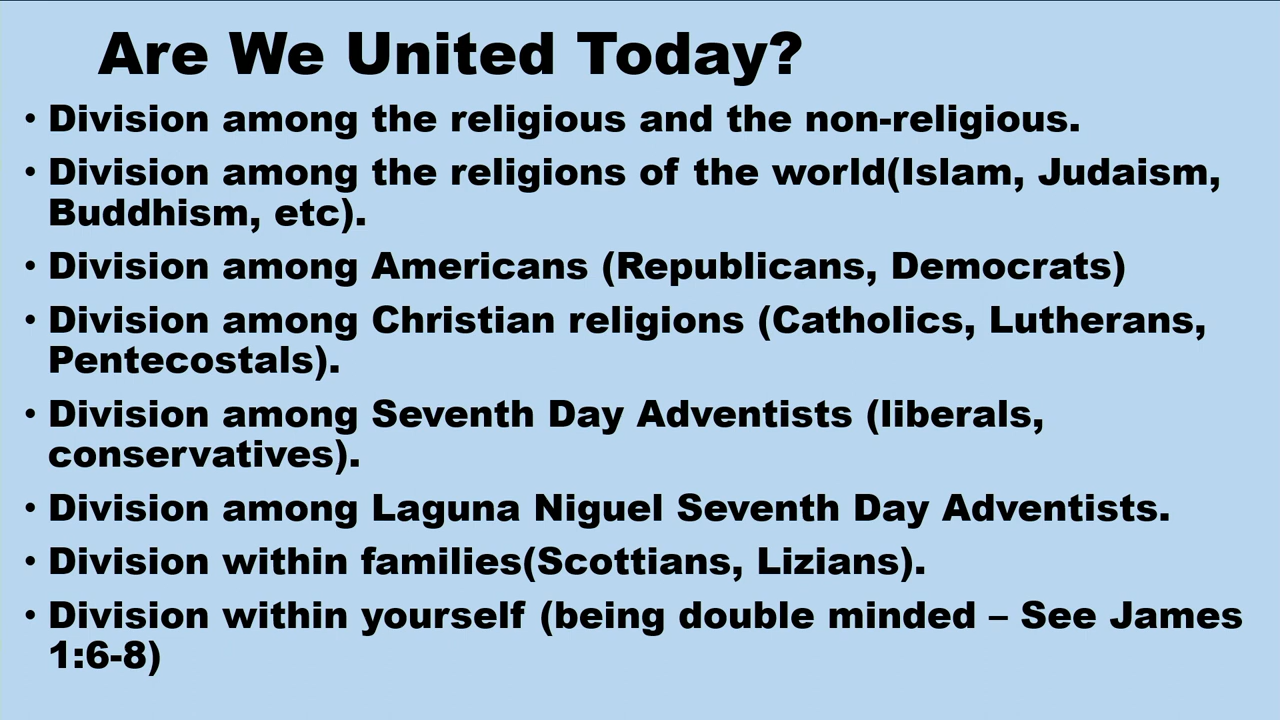 Are We United Today?
• Division among the religious and the non-religious.
• Division among the religions of the world(Islam, Judaism,
Buddhism, etc).
• Division among Americans (Republicans, Democrats)
• Division among Christian religions (Catholics, Lutherans,
Pentecostals).
• Division among Seventh Day Adventists (liberals,
conservatives).
• Division among Laguna Niguel Seventh Day Adventists.
• Division within families(Scottians, Lizians).
• Division within yourself (being double minded – See James
1:6-8)